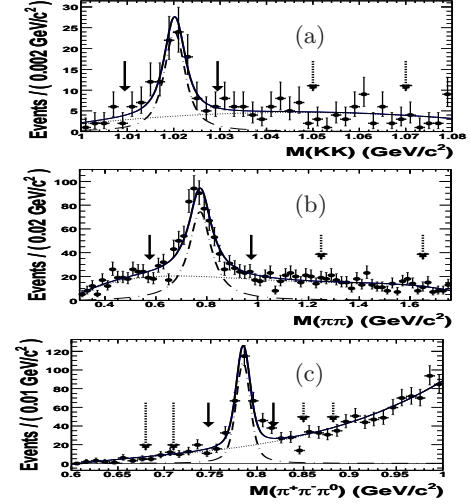 30
25
20
15
10
5
0
Events / ( 0.002 GeV/c²)
(a)
1 1.01 1.02 1.03 1.04 1.05 1.06 1.07 1.08
M(KK) (GeV/c²)
100
80
60
40
20
0
Events / ( 0.02 GeV/c²)
(b)
0.4 0.6 0.8 1 1.2 1.4 1.6
M(ππ) (GeV/c²)
120
100
80
60
40
20
0
Events / ( 0.01 GeV/c²)
(c)
0.6 0.65 0.7 0.75 0.8 0.85 0.9 0.95 1
M(π⁺π⁻π⁰) (GeV/c²)